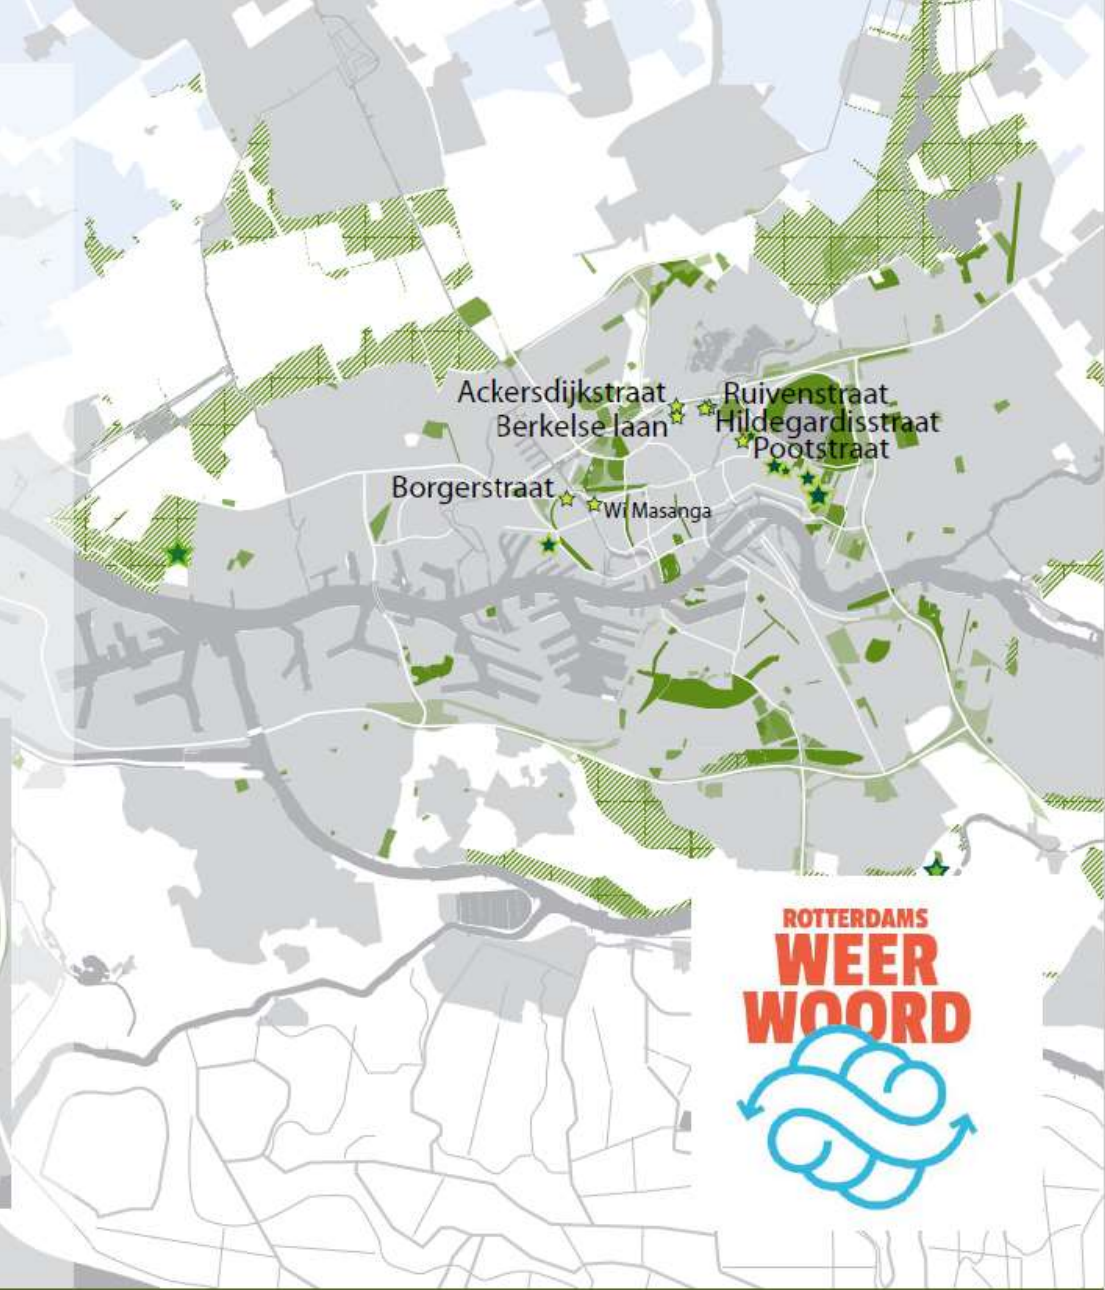 Ackersdijkstraat
Ruivenstraat
Berkelse laan
Hildegardisstraat
Pootstraat
Borgerstraat
Wi Masanga
ROTTERDAMS
WEER
WOORD